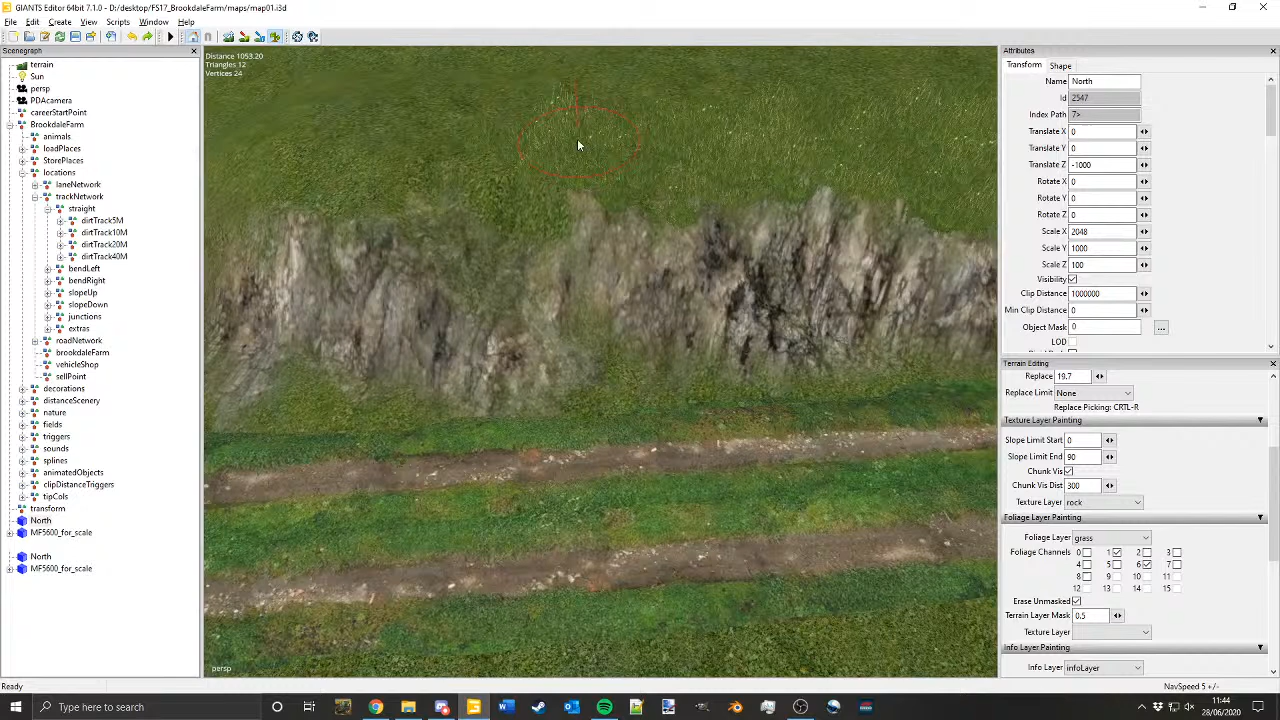 GIANTS Editor 64bit 7.1.0 - D:/desktop/FS17_BrookdaleFarm/maps/map01.i3d
File Edit Create View Scripts Window Help
Scenegraph
terrain
Sun
persp
PDAcamera
careerStartPoint
BrookdaleFarm
animals
loadPlaces
StorePlaces
locations
laneNetwork
trackNetwork
straight
dirtTrack5M
dirtTrack10M
dirtTrack20M
dirtTrack40M
bendLeft
bendRight
slopeUp
slopeDown
junctions
extras
roadNetwork
brookdaleFarm
vehicleShop
sellPoint
decorations
distanceScenery
nature
fields
triggers
sounds
splines
animatedObjects
clipDistanceTriggers
tipCols
transform
North
MF5600_for_scale
North
MF5600_for_scale
Distance 1053.20
Triangles 12
Vertices 24
persp
Attributes
Transform Shape
Name North
Id 2547
Index Path 7>
Translate X 0
Translate Y 0
Translate Z -1000
Rotate X 0
Rotate Y 0
Rotate Z 0
Scale X 2048
Scale Y 1000
Scale Z 100
Visibility
Clip Distance 1000000
Min Clip Distance 0
Object Mask 0 ...
LOD
Terrain Editing
Replace 19.7
Replace Limit None
Replace Picking: CRTL-R
Texture Layer Painting
Slope Limit Start 0
Slope Limit End 90
Chunk Vis
Chunk Vis Dist 300
Texture Layer rock
Foliage Layer Painting
Foliage Layer grass
Foliage Channels 0 1 2 3
4 5 6 7
8 9 10 11
12 13 14 15
Erase Unmasked
Terrain Layer Mask 0.5
Texture Layer
Info Layer Painting
Info Layer infoLayer
Ready
NavSpeed 5 +/-
Type here to search
11:44
28/06/2020